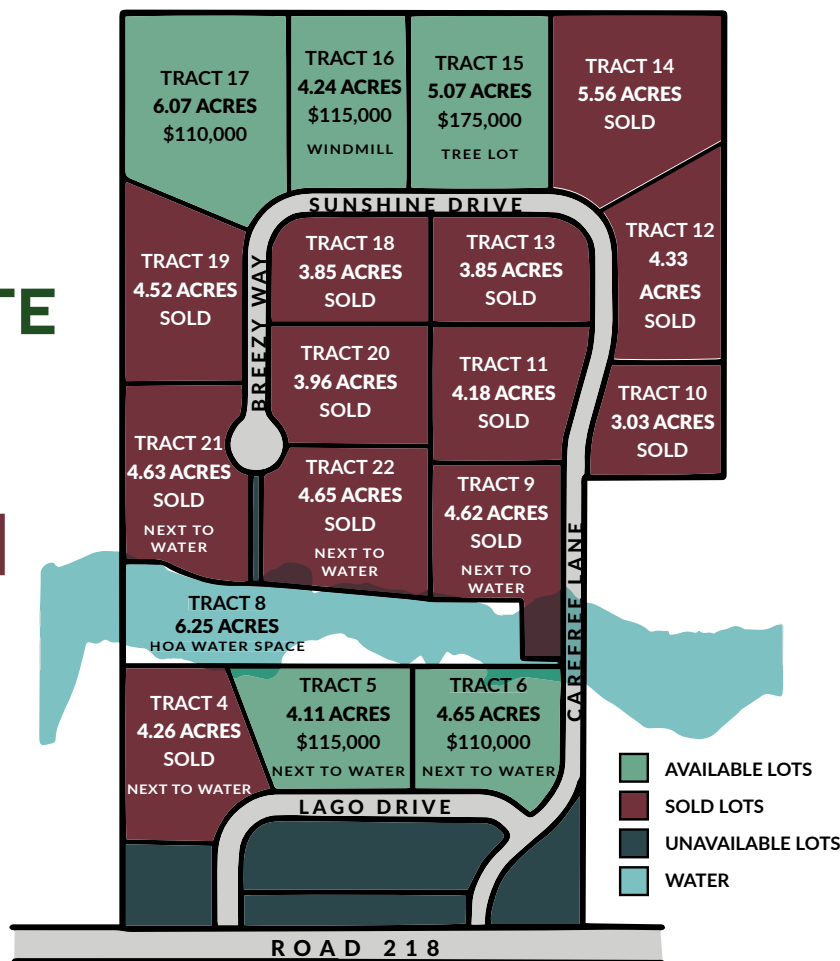 TRACT 17
6.07 ACRES
$110,000
TRACT 16
4.24 ACRES
$115,000
WINDMILL
TRACT 15
5.07 ACRES
$175,000
TREE LOT
TRACT 14
5.56 ACRES
SOLD
SUNSHINE DRIVE
TRACT 12
4.33
ACRES
SOLD
TRACT 19
4.52 ACRES
SOLD
BREEZY WAY
TRACT 18
3.85 ACRES
SOLD
TRACT 13
3.85 ACRES
SOLD
TE
TRACT 20
3.96 ACRES
SOLD
TRACT 11
4.18 ACRES
SOLD
TRACT 10
3.03 ACRES
SOLD
TRACT 21
4.63 ACRES
SOLD
NEXT TO
WATER
TRACT 22
4.65 ACRES
SOLD
NEXT TO
WATER
TRACT 9
4.62 ACRES
SOLD
NEXT TO
WATER
CAREFREE LANE
TRACT 8
6.25 ACRES
HOA WATER SPACE
TRACT 4
4.26 ACRES
SOLD
NEXT TO WATER
TRACT 5
4.11 ACRES
$115,000
NEXT TO WATER
TRACT 6
4.65 ACRES
$110,000
NEXT TO WATER
LAGO DRIVE
AVAILABLE LOTS
SOLD LOTS
UNAVAILABLE LOTS
WATER
ROAD 218